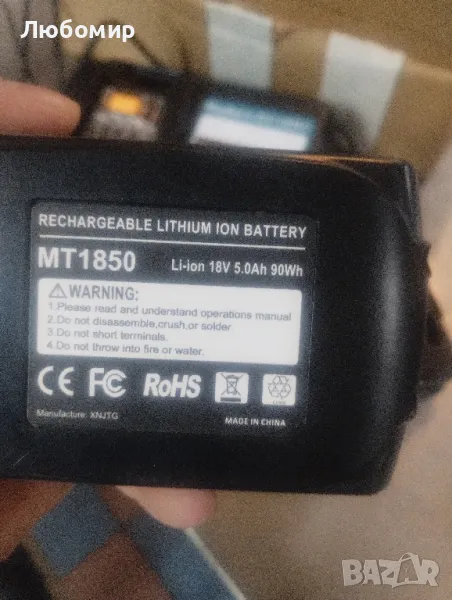 Любомир
RECHARGEABLE LITHIUM ION BATTERY
MT1850 Li-ion 18V 5.0Ah 90Wh
WARNING:
1.Please read and understand operations manual
2.Do not disassemble,crush,or solder
3.Do not short terminals.
4.Do not throw into fire or water.
CE FC RoHS
Manufacture: XNJTG MADE IN CHINA
BAZAR